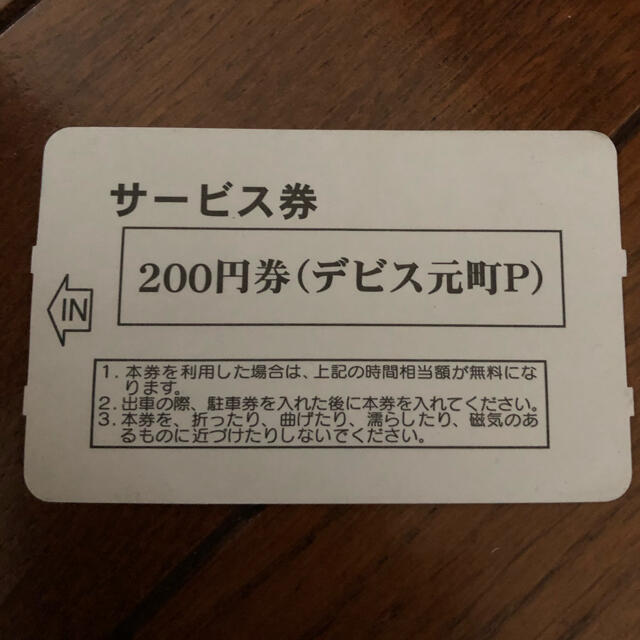 サービス券
200円券（デビス元町P）
IN
1. 本券を利用した場合は、上記の時間相当額が無料にな
ります。
2. 出車の際、駐車券を入れた後に本券を入れてください。
3. 本券を、折ったり、曲げたり、濡らしたり、磁気のあ
るものに近づけたりしないでください。